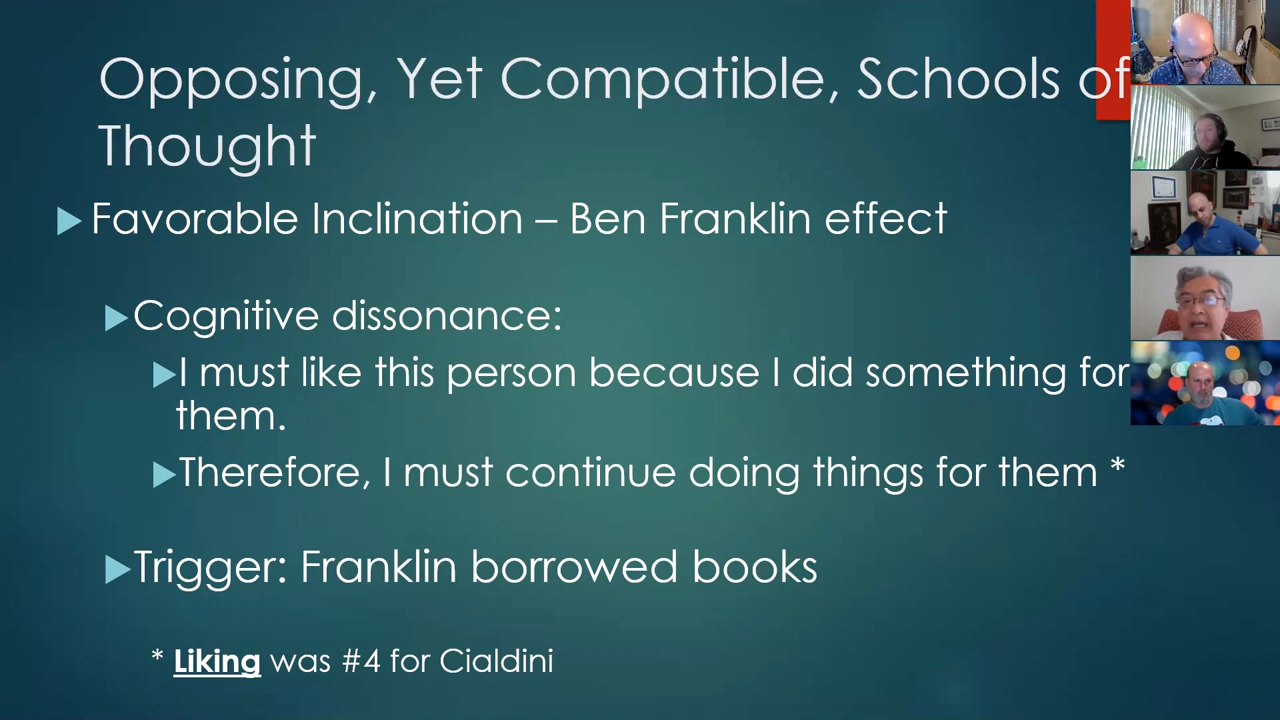 Opposing, Yet Compatible, Schools of
Thought
Favorable Inclination – Ben Franklin effect
Cognitive dissonance:
I must like this person because I did something for
them.
Therefore, I must continue doing things for them *
Trigger: Franklin borrowed books
* Liking was #4 for Cialdini